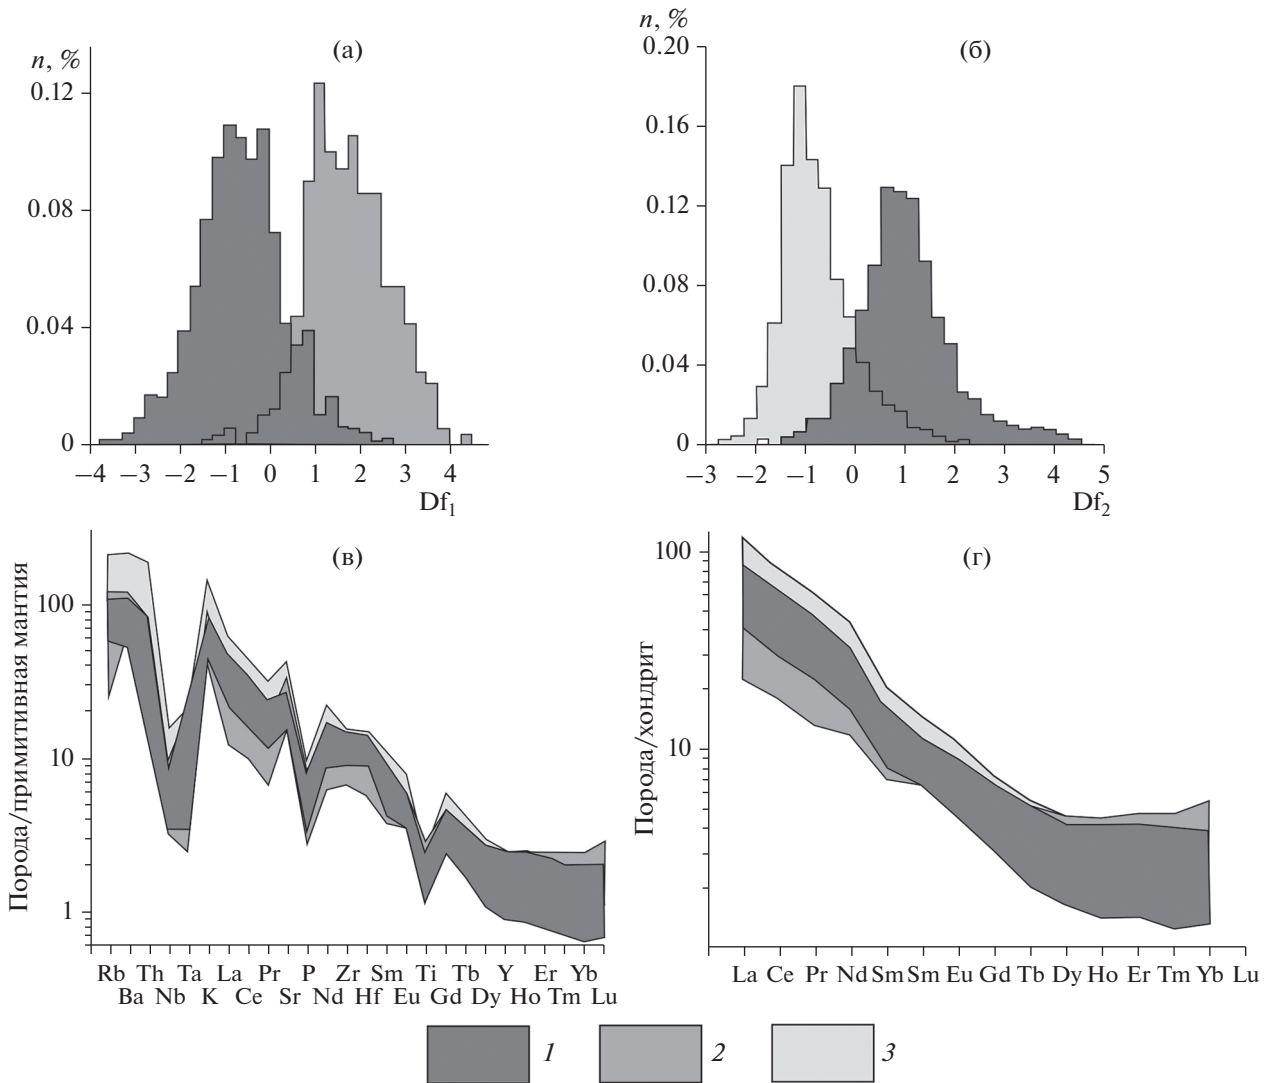 n, %
(а)
0.12
0.08
0.04
0
−4 −3 −2 −1 0 1 2 3 4
Df1
n, %
(б)
0.20
0.16
0.12
0.08
0.04
0
−3 −2 −1 0 1 2 3 4 5
Df2
Порода/примитивная мантия
(в)
100
10
1
Rb Th Ta La Pr P Zr Sm Ti Tb Y Er Yb
Ba Nb K Ce Sr Nd Hf Eu Gd Dy Ho Tm Lu
Порода/хондрит
(г)
100
10
La Ce Pr Nd Sm Sm Eu Gd Tb Dy Ho Er Tm Yb Lu
1 2 3